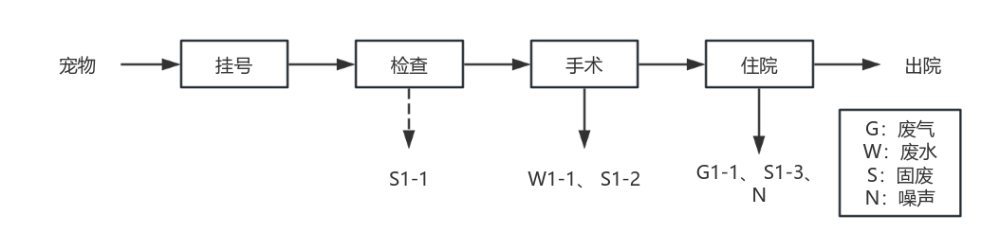 宠物
挂号
检查
手术
住院
出院
S1-1
W1-1、 S1-2
G1-1、 S1-3、
N
G：废气
W：废水
S：固废
N：噪声